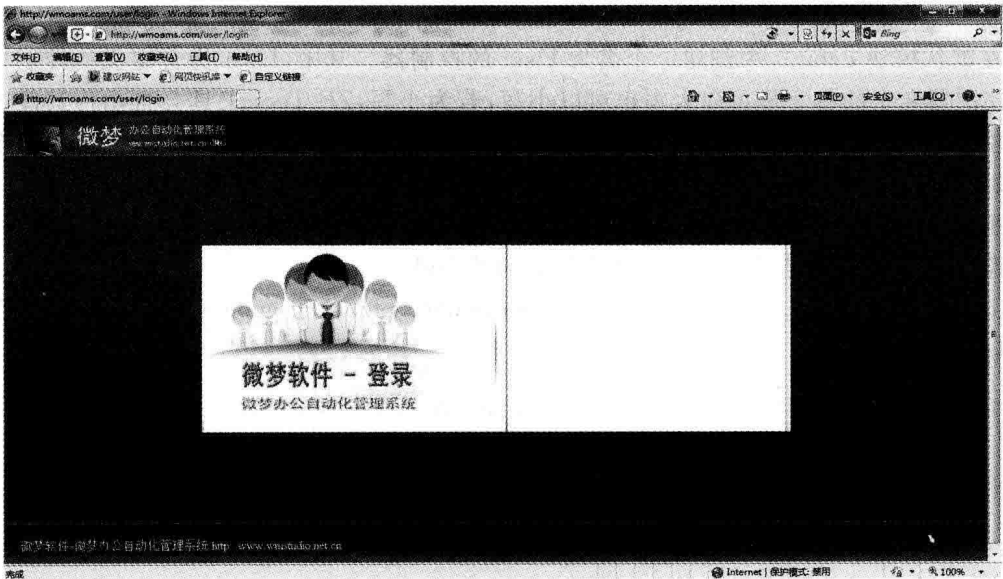 http://wmoams.com/user/login - Windows Internet Explorer
http://wmoams.com/user/login
Bing
文件(F) 编辑(E) 查看(V) 收藏夹(A) 工具(T) 帮助(H)
收藏夹 建议网站 网页快讯库 自定义链接
http://wmoams.com/user/login
页面(P) 安全(S) 工具(O)
微梦 办公自动化管理系统
微梦软件 - 登录
微梦办公自动化管理系统
微梦软件-微梦办公自动化管理系统 http www.wmstudio.net.cn
完成
Internet | 保护模式: 禁用
100%